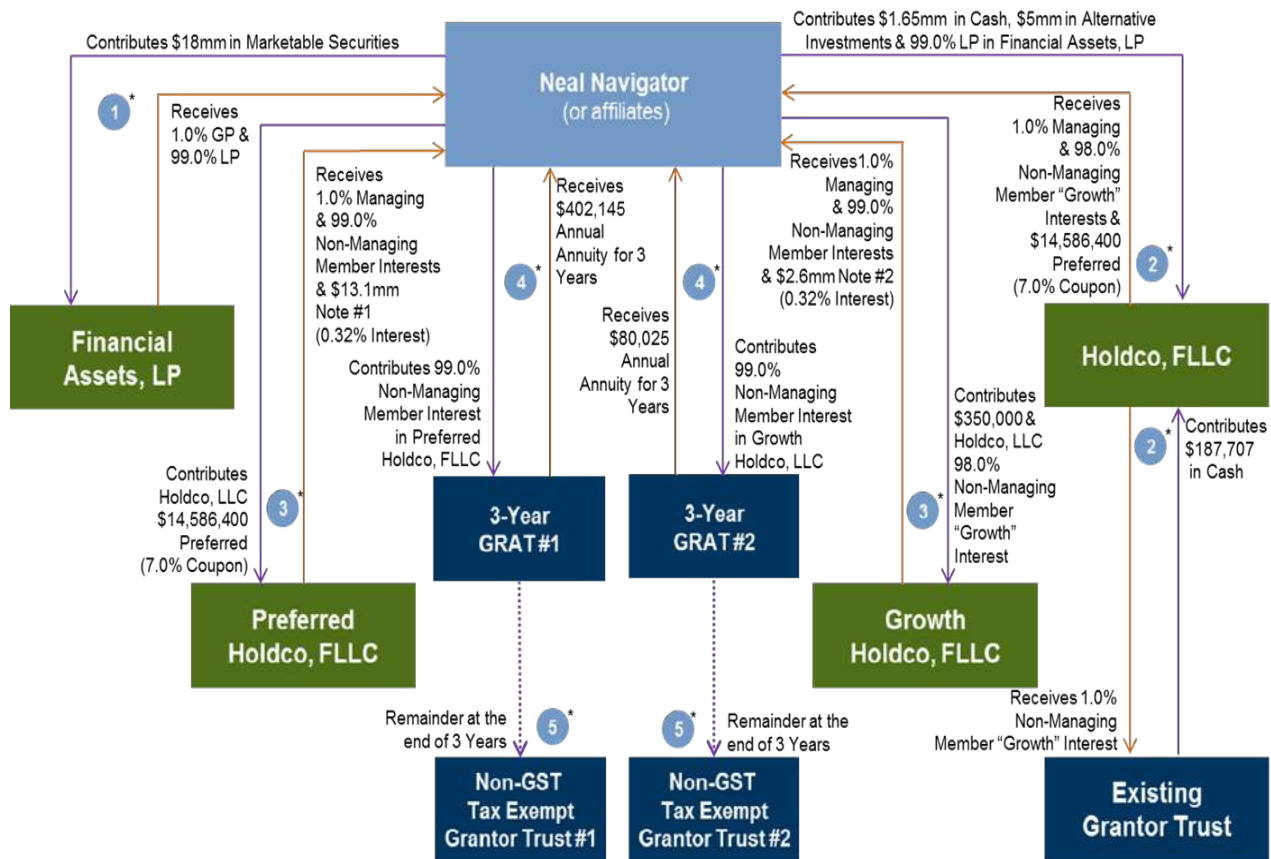 Contributes $18mm in Marketable Securities
Contributes $1.65mm in Cash, $5mm in Alternative
Investments & 99.0% LP in Financial Assets, LP
Neal Navigator
(or affiliates)
1*
Receives
1.0% GP &
99.0% LP
Receives
1.0% Managing
& 99.0%
Non-Managing
Member Interests
& $13.1mm
Note #1
(0.32% Interest)
Receives
$402,145
Annual
Annuity for 3
Years
4*
Receives
$80,025
Annual
Annuity for 3
Years
4*
Receives 1.0%
Managing
& 99.0%
Non-Managing
Member Interests
& $2.6mm Note #2
(0.32% Interest)
Receives
1.0% Managing
& 98.0%
Non-Managing
Member “Growth”
Interests &
$14,586,400
Preferred
(7.0% Coupon)
2*
Financial
Assets, LP
Holdco, FLLC
Contributes 99.0%
Non-Managing
Member Interest
in Preferred
Holdco, FLLC
Contributes
99.0%
Non-Managing
Member Interest
in Growth
Holdco, LLC
Contributes
$350,000 &
Holdco, LLC
98.0%
Non-Managing
Member
“Growth”
Interest
2*
Contributes
$187,707
in Cash
Contributes
Holdco, LLC
$14,586,400
Preferred
(7.0% Coupon)
3*
3-Year
GRAT #1
3-Year
GRAT #2
3*
Preferred
Holdco, FLLC
Growth
Holdco, FLLC
Remainder at the
end of 3 Years
5*
5*
Remainder at the
end of 3 Years
Receives 1.0%
Non-Managing
Member “Growth” Interest
Non-GST
Tax Exempt
Grantor Trust #1
Non-GST
Tax Exempt
Grantor Trust #2
Existing
Grantor Trust